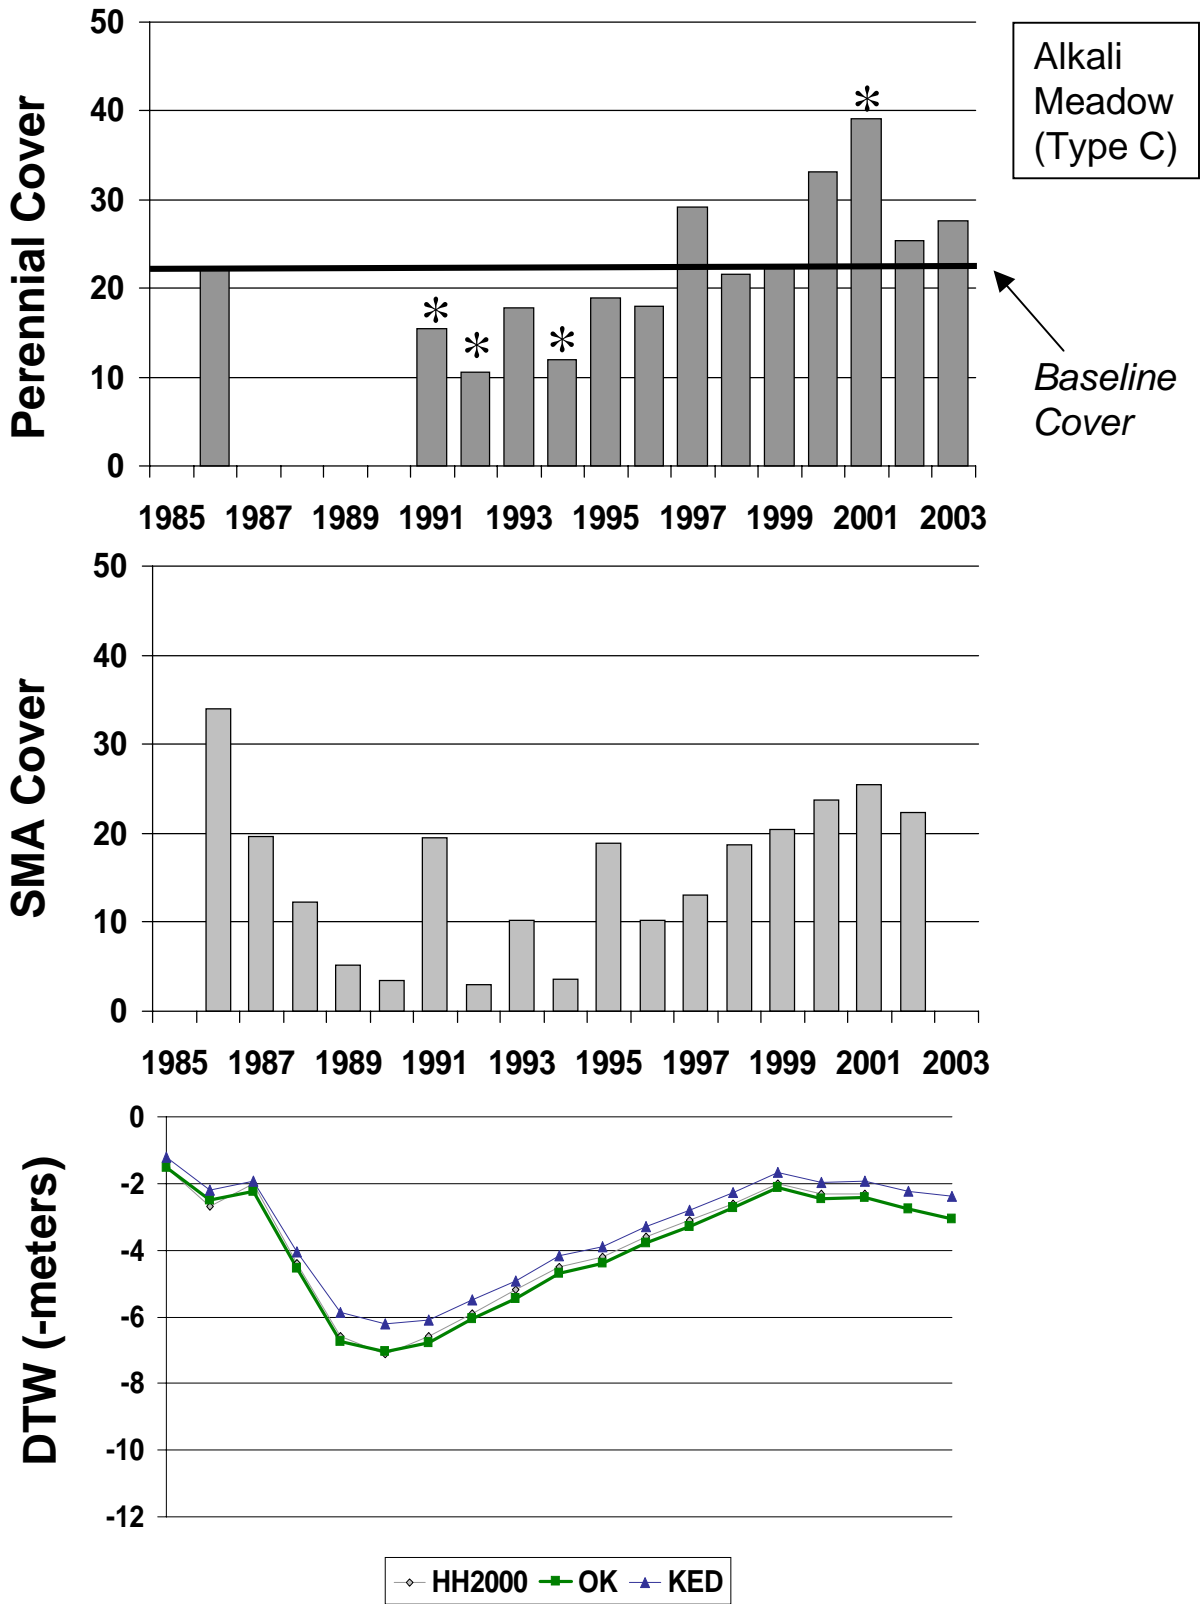 Perennial Cover
50
40
30
20
10
0
*
*
*
*
1985 1987 1989 1991 1993 1995 1997 1999 2001 2003
Alkali
Meadow
(Type C)
Baseline
Cover
SMA Cover
50
40
30
20
10
0
1985 1987 1989 1991 1993 1995 1997 1999 2001 2003
DTW (-meters)
0
-2
-4
-6
-8
-10
-12
HH2000 OK KED